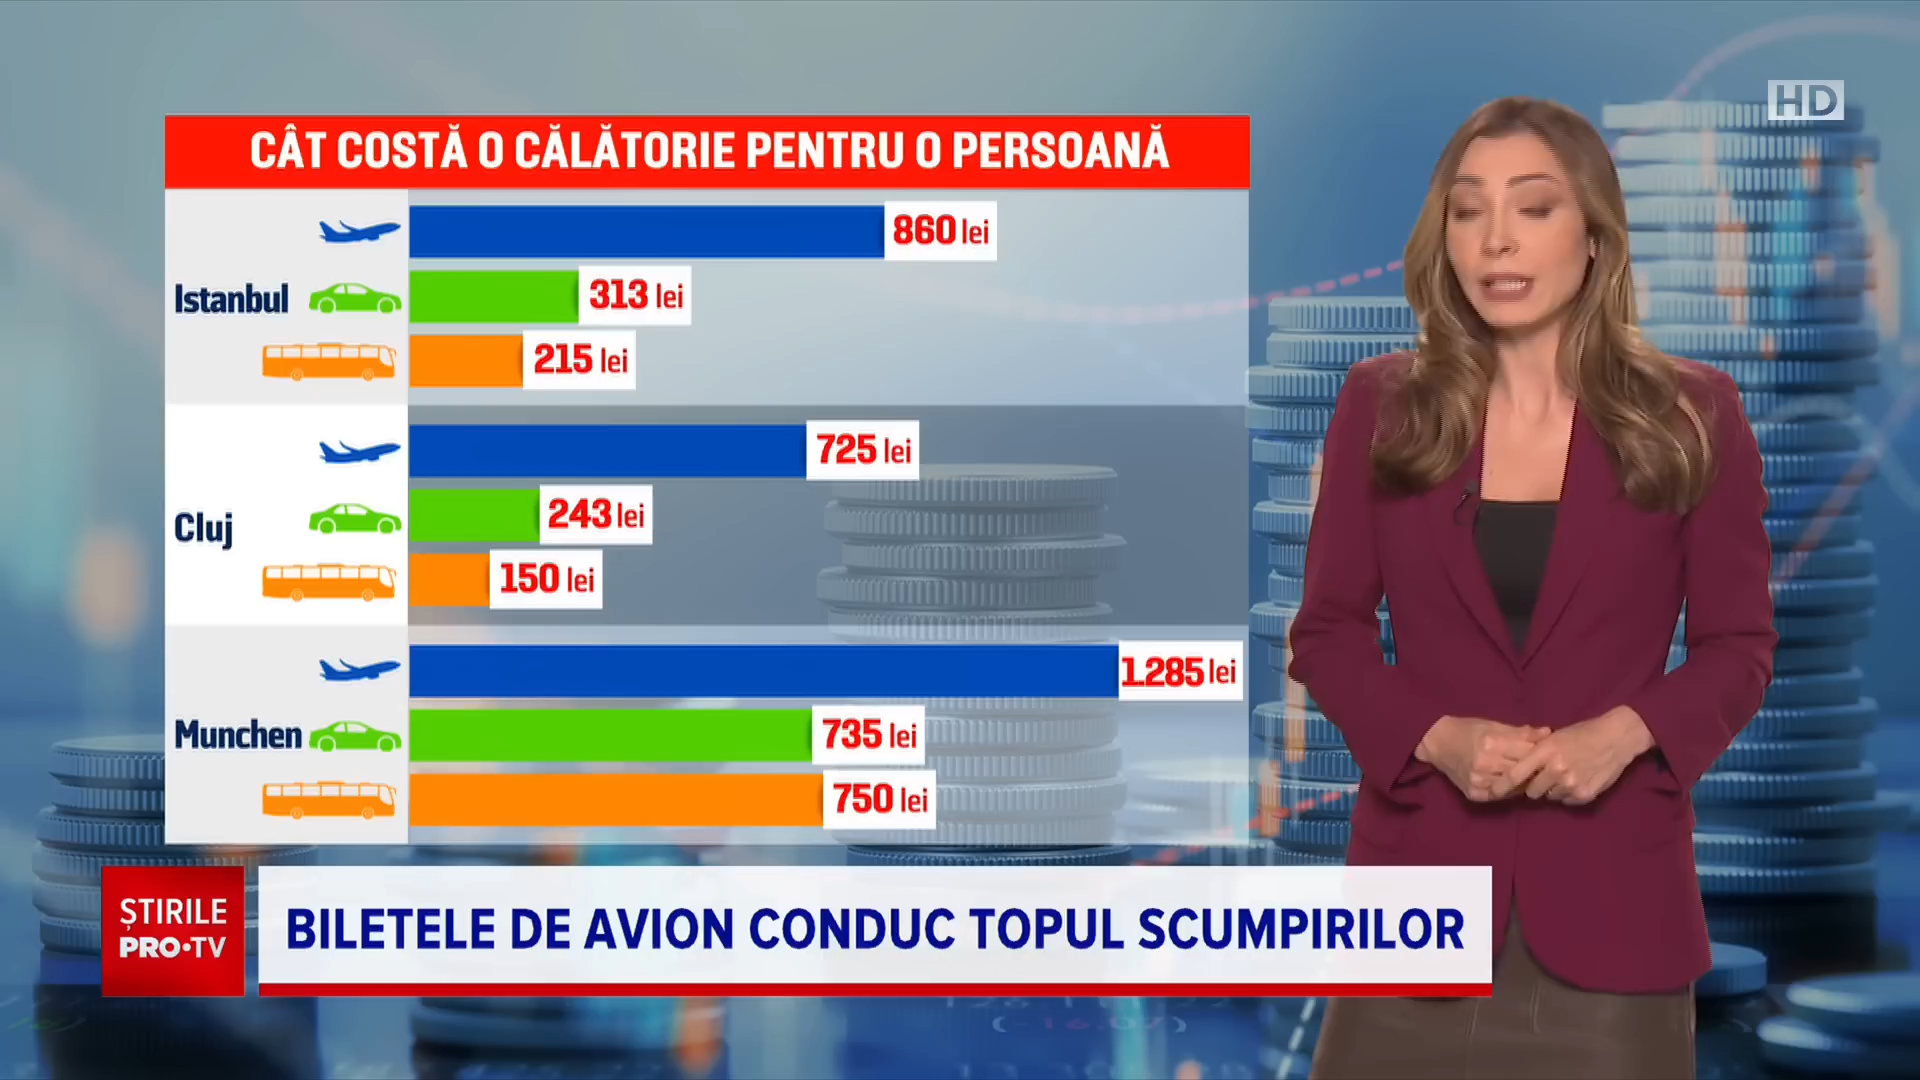 HD
CÂT COSTĂ O CĂLĂTORIE PENTRU O PERSOANĂ
860 lei
Istanbul
313 lei
215 lei
725 lei
Cluj
243 lei
150 lei
1.285 lei
Munchen
735 lei
750 lei
ȘTIRILE
PRO•TV
BILETELE DE AVION CONDUC TOPUL SCUMPIRILOR